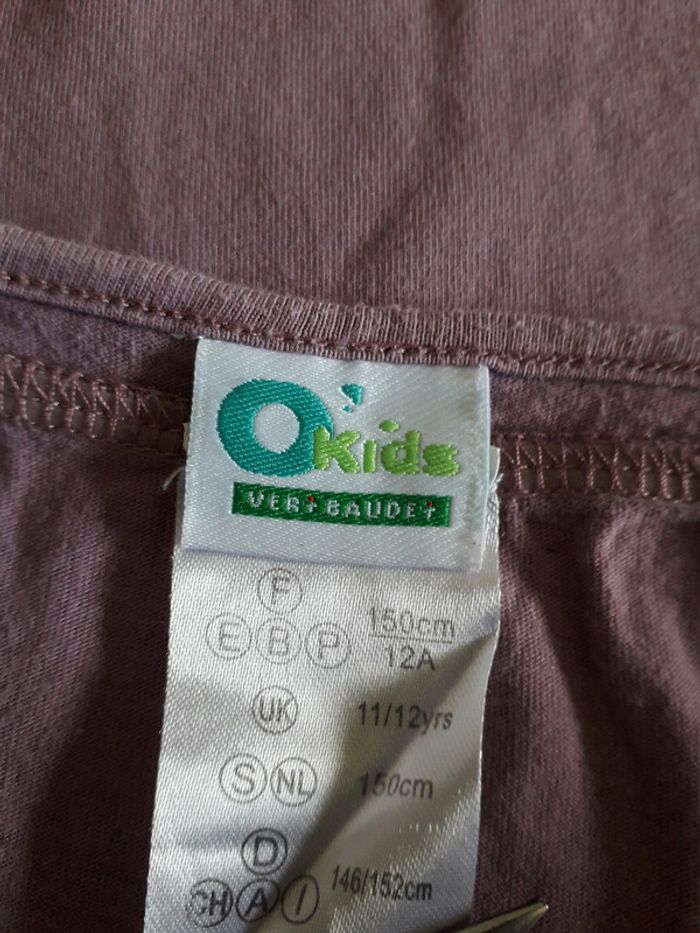 O'Kids
VERTBAUDET
F
E B P 150cm
12A
UK 11/12yrs
S NL 150cm
D
CH A I 146/152cm